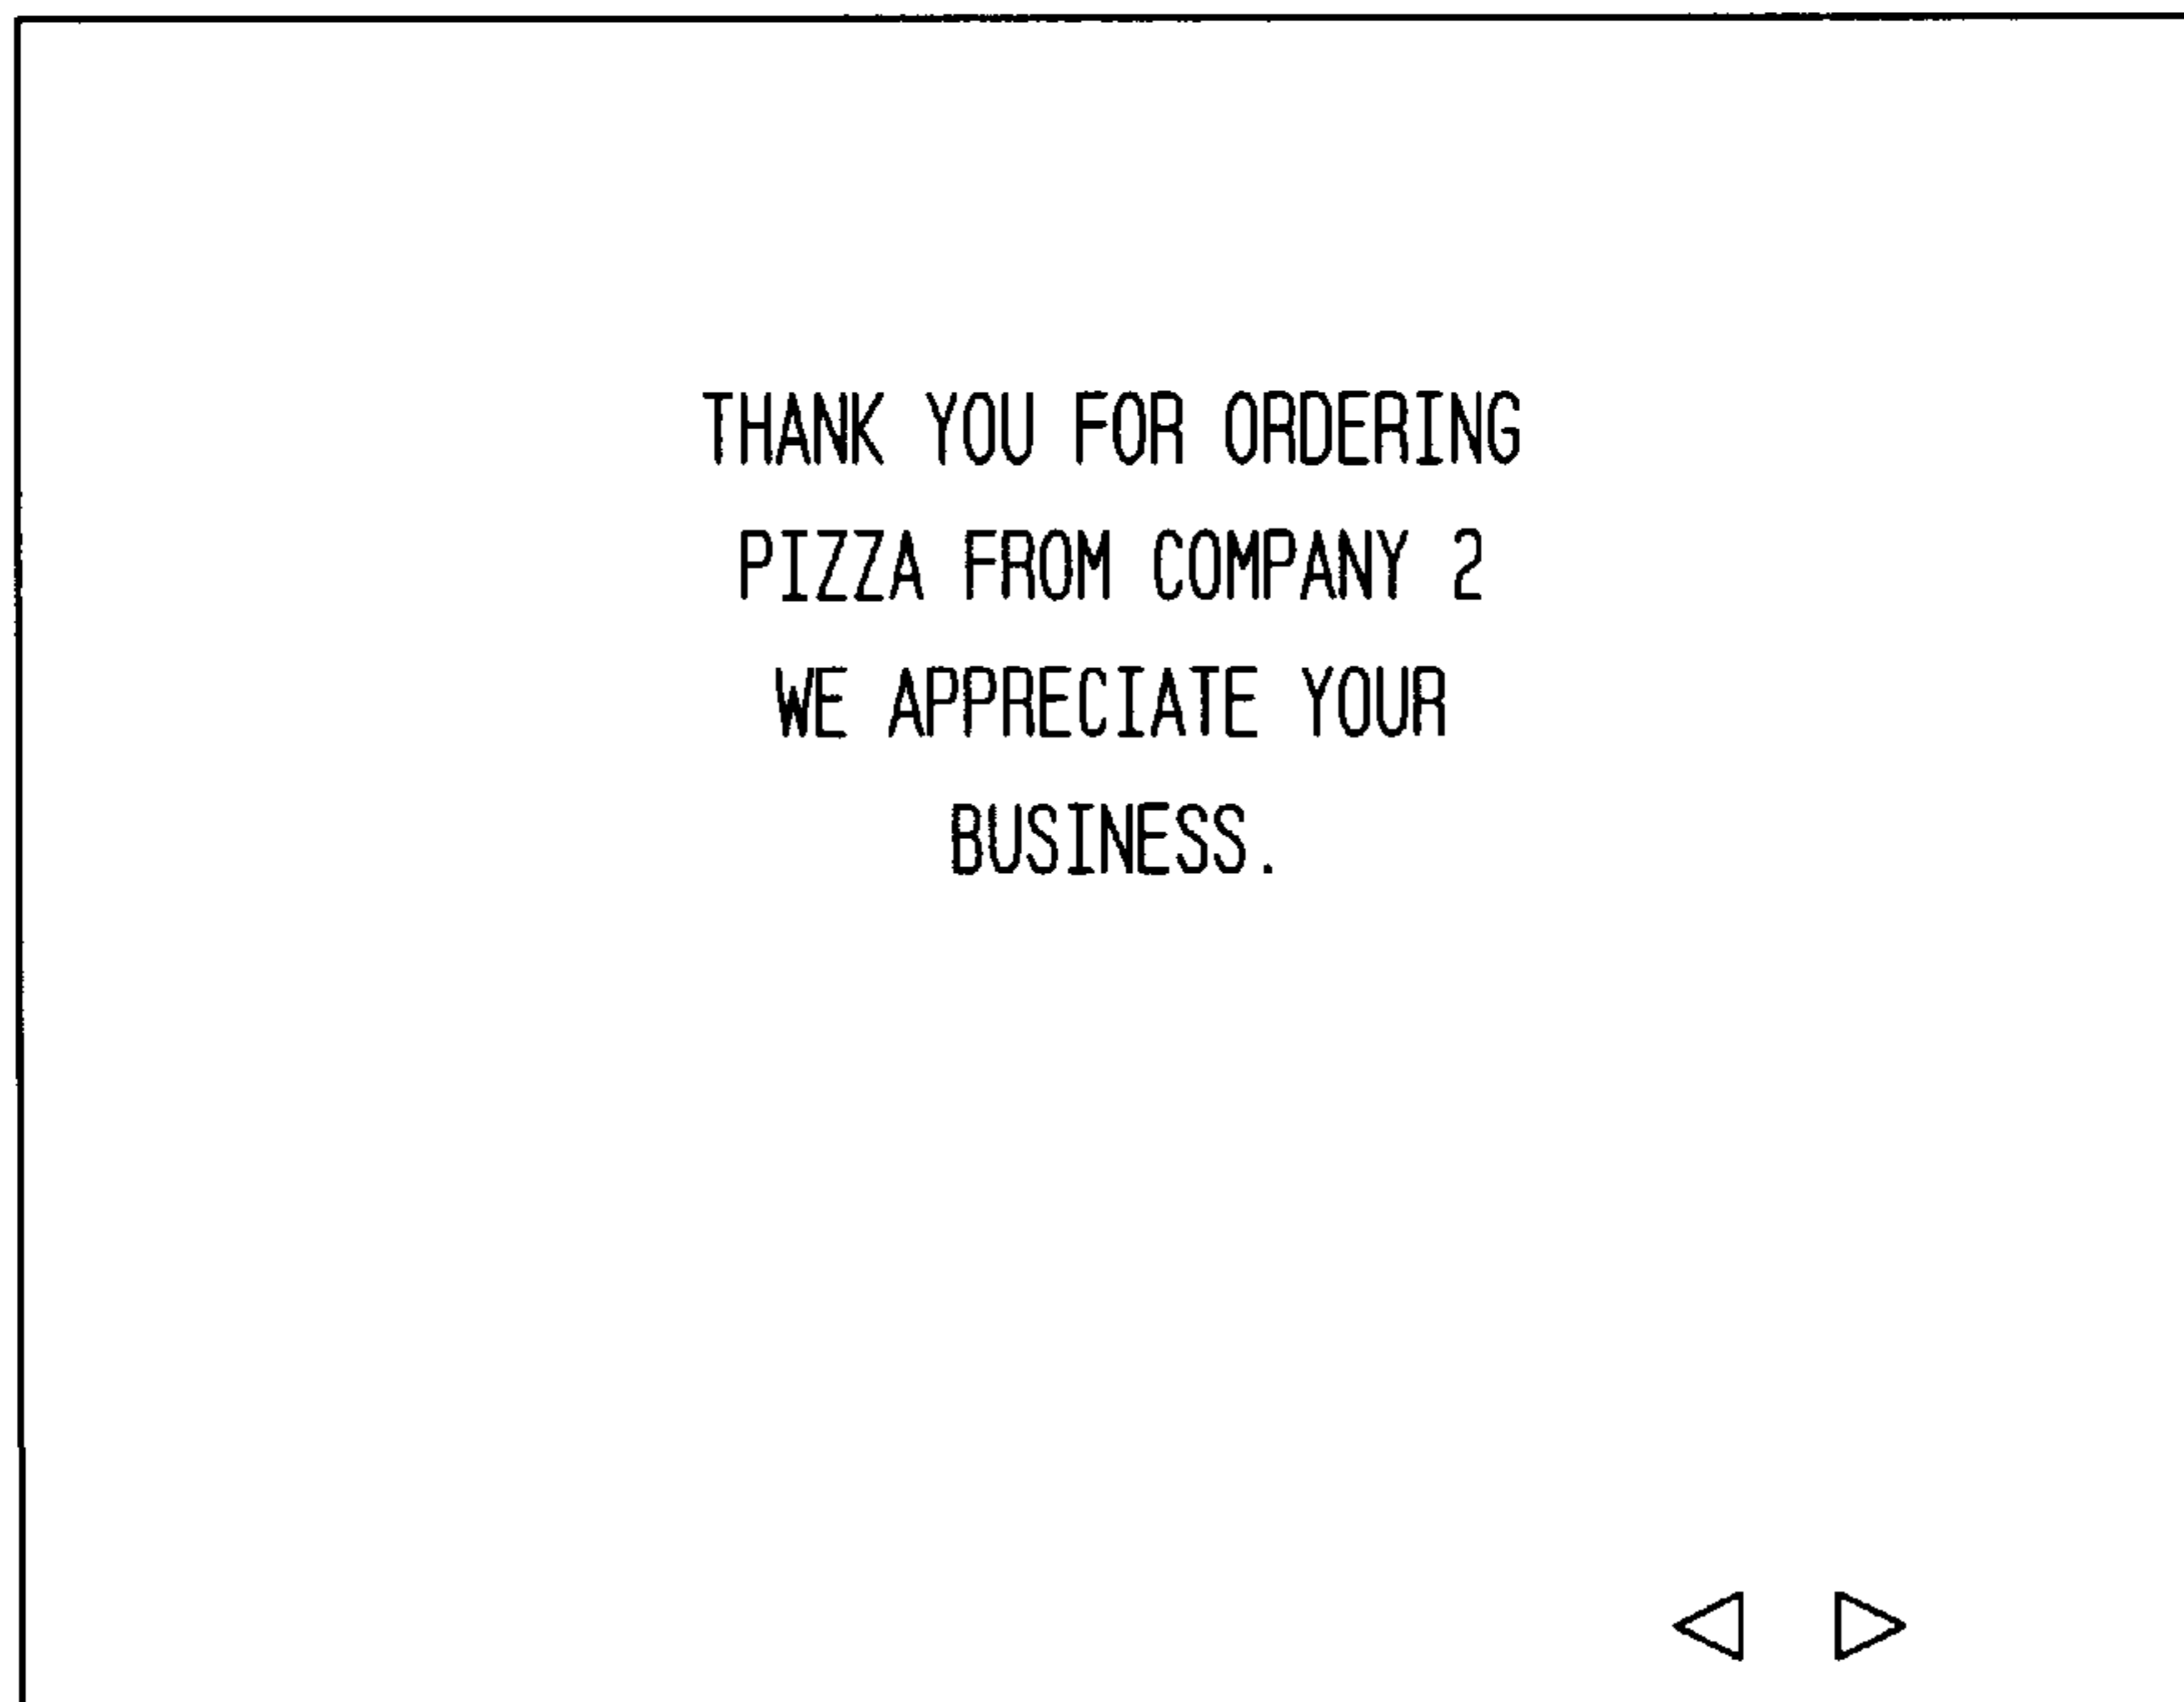 THANK YOU FOR ORDERING
PIZZA FROM COMPANY 2
WE APPRECIATE YOUR
BUSINESS.